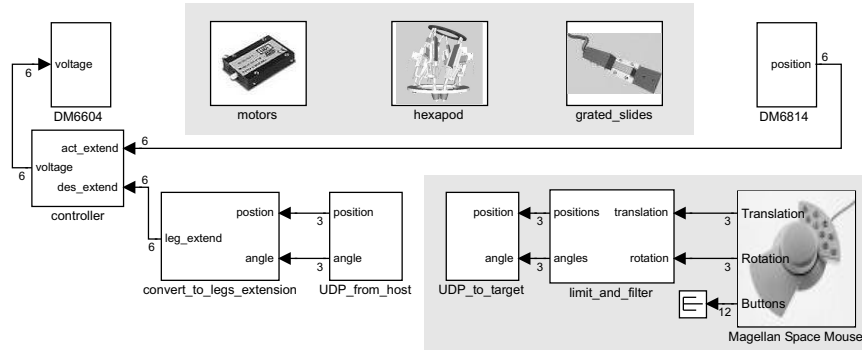 voltage
6
DM6604
motors
hexapod
grated_slides
position
6
DM6814
act_extend
6
voltage
6
des_extend
6
controller
leg_extend
6
postion
3
position
angle
3
angle
convert_to_legs_extension
UDP_from_host
position
3
positions
translation
3
Translation
angle
3
angles
rotation
3
Rotation
UDP_to_target
limit_and_filter
12
Buttons
Magellan Space Mouse